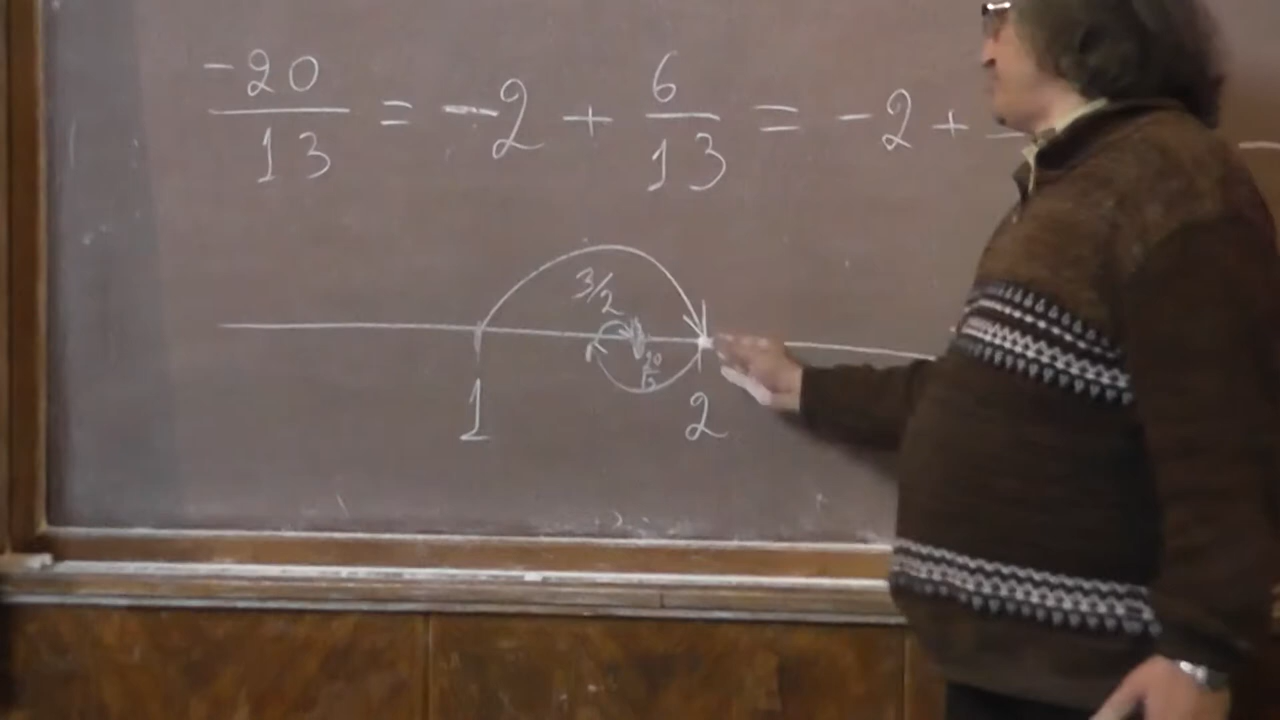 -20/13 = -2 + 6/13 = -2 +
3/2
20/13
1 2